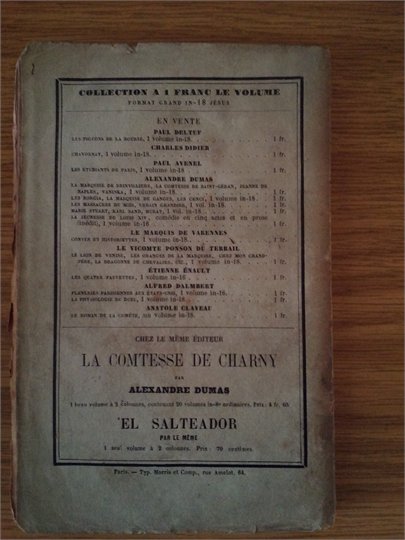 COLLECTION A 1 FRANC LE VOLUME
FORMAT GRAND IN-18 JÉSUS
EN VENTE
PAUL DELTUF
LES PIGEONS DE LA BOURSE, 1 volume in-18. 1 fr.
CHARLES DIDIER
CHAVORNAY, 1 volume in-18. 1 fr.
PAUL AVENEL
LES ÉTUDIANTS DE PARIS, 1 volume in-18 1 fr.
ALEXANDRE DUMAS
LA MARQUISE DE BRINVILLIERS, LA COMTESSE DE SAINT-GERAN, JEANNE DE
NAPLES, VANINKA, 1 volume in-18. 1 fr.
LES BORGIA, LA MARQUISE DE GANGES, LES CENCI, 1 volume in-18. 1 fr.
LES MASSACRES DU MIDI, URBAIN GRANDIER, 1 vol. in-18. 1 fr.
MARIE STUART, KARL SAND, MURAT, 1 vol. in-18. 1 fr.
LA JEUNESSE DE LOUIS XIV, comédie en cinq actes et en prose
(inédit), 1 volume in-16 1 fr.
LE MARQUIS DE VARENNES
CONTES ET HISTORIETTES, 1 volume in-18. 1 fr.
LE VICOMTE PONSON DU TERRAIL
LE LION DE VENISE, LES CHANCES DE LA MARQUISE, CHEZ MON GRAND-
PÈRE, LA DRAGONNE DU CHEVALIER, etc., 1 volume in-18. 1 fr.
ÉTIENNE ÉNAULT
LES QUATRE FAUVETTES, 1 volume in-16 1 fr.
ALFRED DALMBERT
FLANERIES PARISIENNES AUX ÉTATS-UNIS, 1 volume in-16. 1 fr.
LA PHYSIOLOGIE DU DUEL, 1 volume in-18. 1 fr.
ANATOLE CLAVEAU
LE ROMAN DE LA COMÈTE, un volume in-18. 1 fr.
CHEZ LE MÊME ÉDITEUR
LA COMTESSE DE CHARNY
PAR
ALEXANDRE DUMAS
1 beau volume à 2 colonnes, contenant 20 volumes in-8º ordinaires. Prix: 4 fr. 60
EL SALTEADOR
PAR LE MÊME
1 seul volume à 2 colonnes. Prix: 70 centimes
Paris. — Typ. Morris et Comp., rue Amelot, 64.